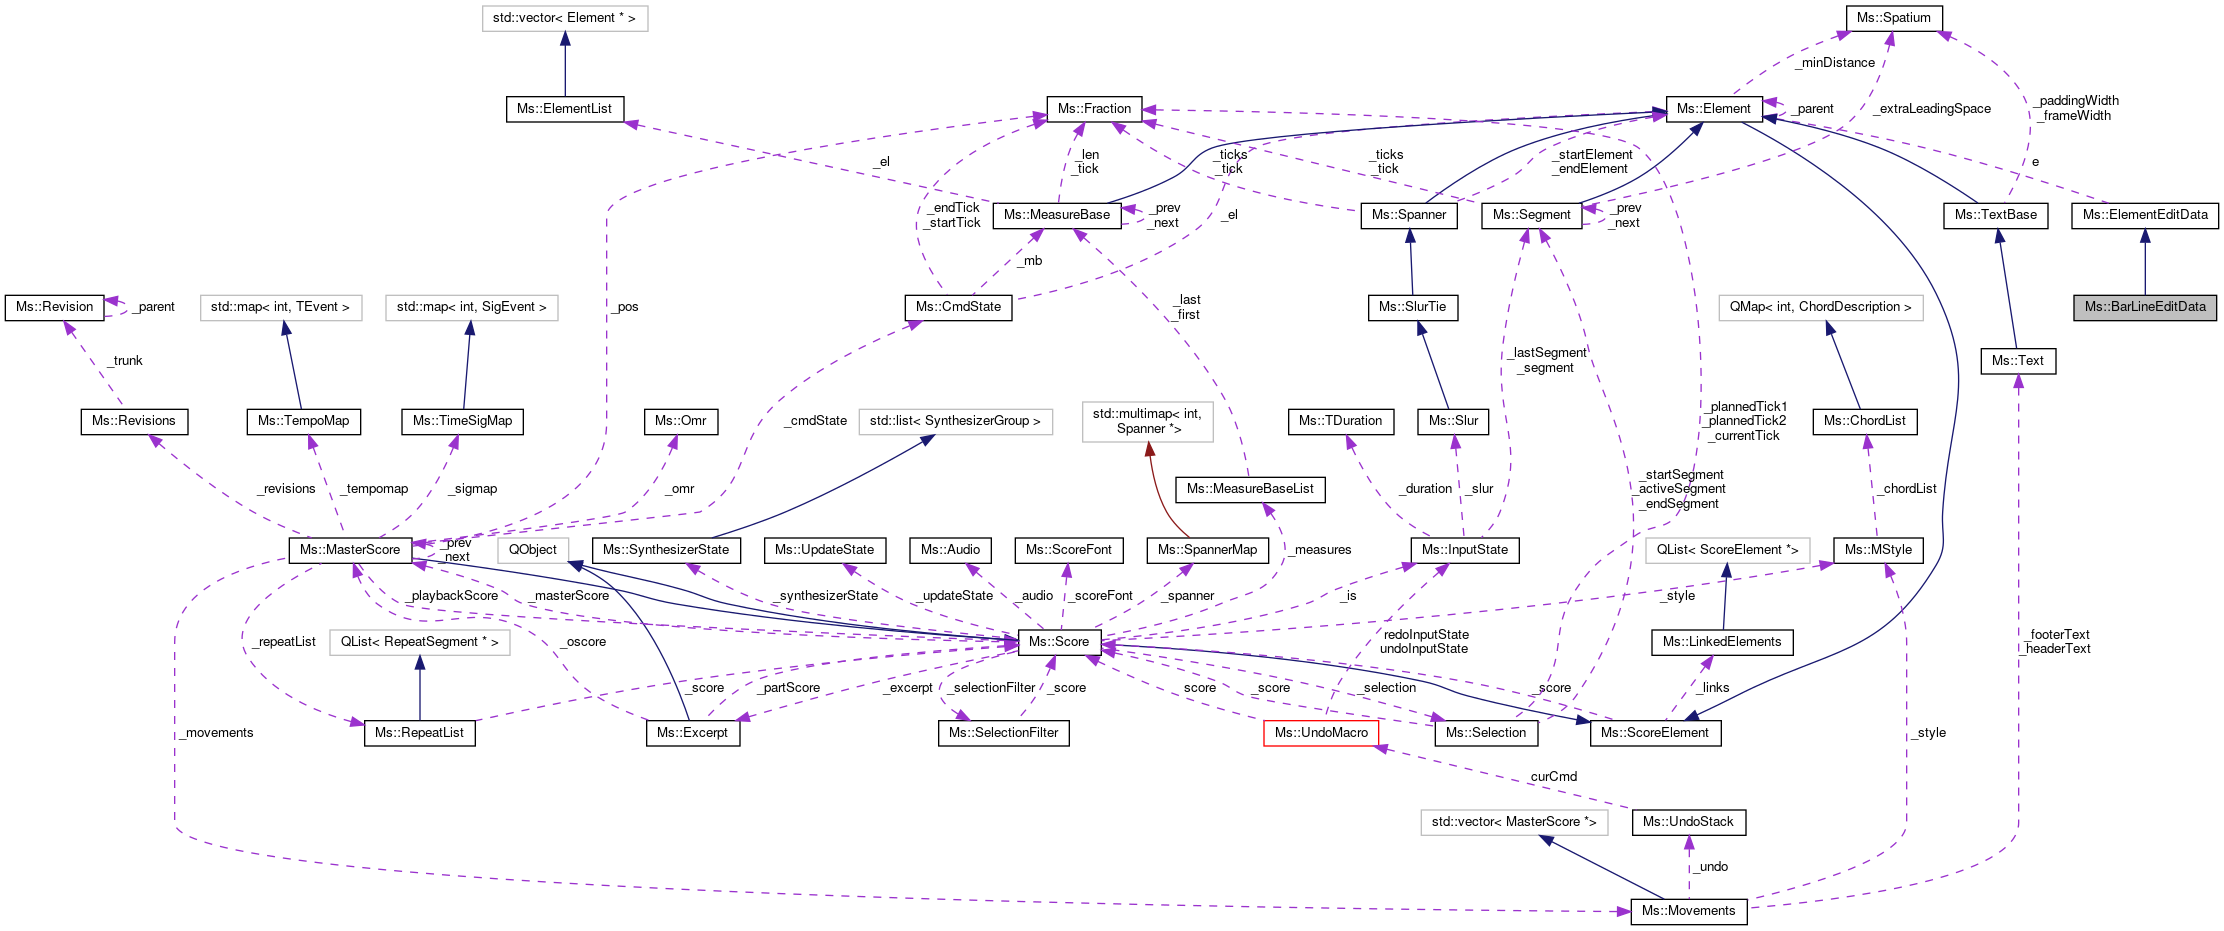 std::vector< Element * >
Ms::Spatium
_minDistance
Ms::ElementList
Ms::Fraction
Ms::Element
_parent
_extraLeadingSpace
_paddingWidth
_frameWidth
_el
_len
_tick
_ticks
_tick
_startElement
_endElement
_ticks
_tick
e
_endTick
_startTick
Ms::MeasureBase
_prev
_next
_el
Ms::Spanner
Ms::Segment
_prev
_next
Ms::TextBase
Ms::ElementEditData
_mb
Ms::Revision
_parent
std::map< int, TEvent >
std::map< int, SigEvent >
_pos
Ms::CmdState
_last
_first
Ms::SlurTie
QMap< int, ChordDescription >
Ms::BarLineEditData
_trunk
_lastSegment
_segment
Ms::Text
Ms::Revisions
Ms::TempoMap
Ms::TimeSigMap
Ms::Omr
_cmdState
std::list< SynthesizerGroup >
std::multimap< int,
Spanner *>
Ms::TDuration
Ms::Slur
_plannedTick1
_plannedTick2
_currentTick
Ms::ChordList
_revisions
_tempomap
_sigmap
_omr
Ms::MeasureBaseList
_duration
_slur
_startSegment
_activeSegment
_endSegment
_chordList
Ms::MasterScore
_prev
_next
QObject
Ms::SynthesizerState
Ms::UpdateState
Ms::Audio
Ms::ScoreFont
Ms::SpannerMap
_measures
Ms::InputState
QList< ScoreElement *>
Ms::MStyle
_playbackScore
_masterScore
_synthesizerState
_updateState
_audio
_scoreFont
_spanner
_is
_style
_repeatList
QList< RepeatSegment * >
_oscore
Ms::Score
redoInputState
undoInputState
Ms::LinkedElements
_footerText
_headerText
_score
_partScore
_excerpt
_selectionFilter
_score
score
_score
_selection
_score
_links
_movements
Ms::RepeatList
Ms::Excerpt
Ms::SelectionFilter
Ms::UndoMacro
Ms::Selection
Ms::ScoreElement
_style
curCmd
std::vector< MasterScore *>
Ms::UndoStack
_undo
Ms::Movements